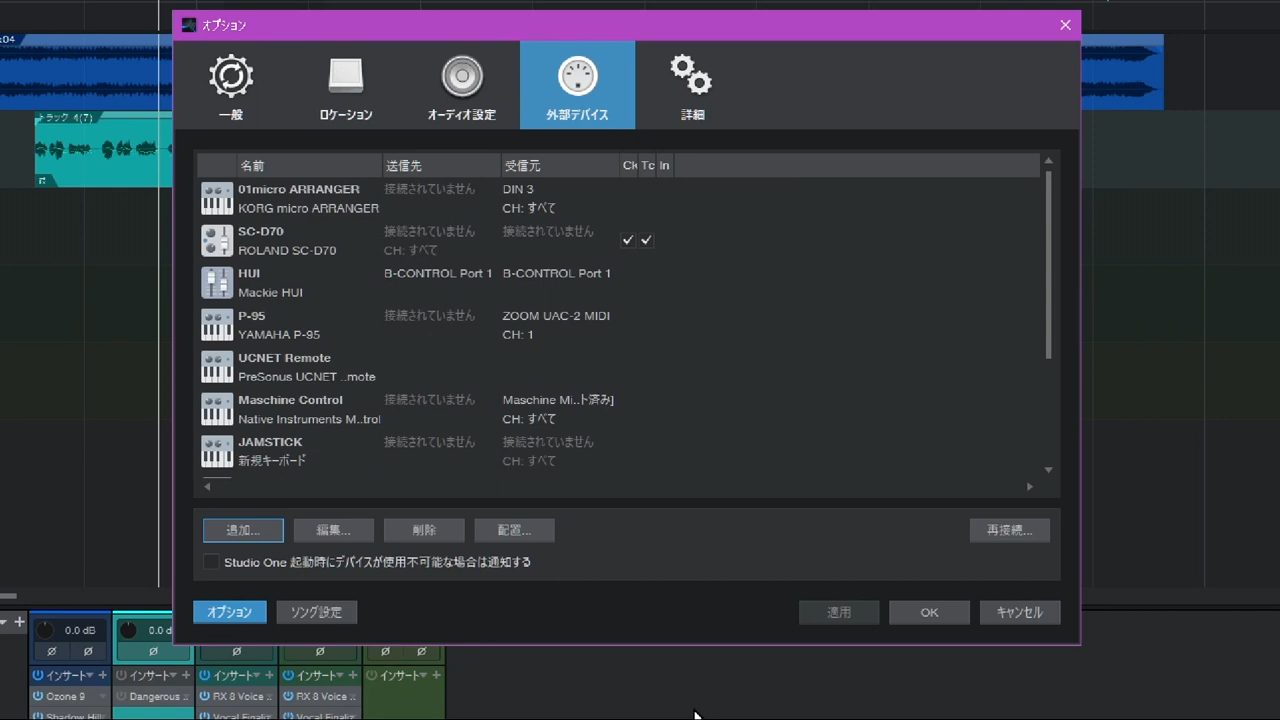 オプション
:04
トラック 4(7)
一般
ロケーション
オーディオ設定
外部デバイス
詳細
名前 送信先 受信元 Ck Tc In
01micro ARRANGER 接続されていません DIN 3
KORG micro ARRANGER CH: すべて
SC-D70 接続されていません 接続されていません
ROLAND SC-D70 CH: すべて
HUI B-CONTROL Port 1 B-CONTROL Port 1
Mackie HUI
P-95 接続されていません ZOOM UAC-2 MIDI
YAMAHA P-95 CH: 1
UCNET Remote
PreSonus UCNET ..mote
Maschine Control 接続されていません Maschine Mi..ト済み]
Native Instruments M..trol CH: すべて
JAMSTICK 接続されていません 接続されていません
新規キーボード CH: すべて
追加... 編集... 削除 配置... 再接続...
Studio One 起動時にデバイスが使用不可能な場合は通知する
オプション ソング設定 適用 OK キャンセル
0.0 dB 0.0 d
インサート インサート インサート インサート インサート
Ozone 9 Dangerous .. RX 8 Voice .. RX 8 Voice ..
Shadow Hill Vocal Finaliz Vocal Finaliz